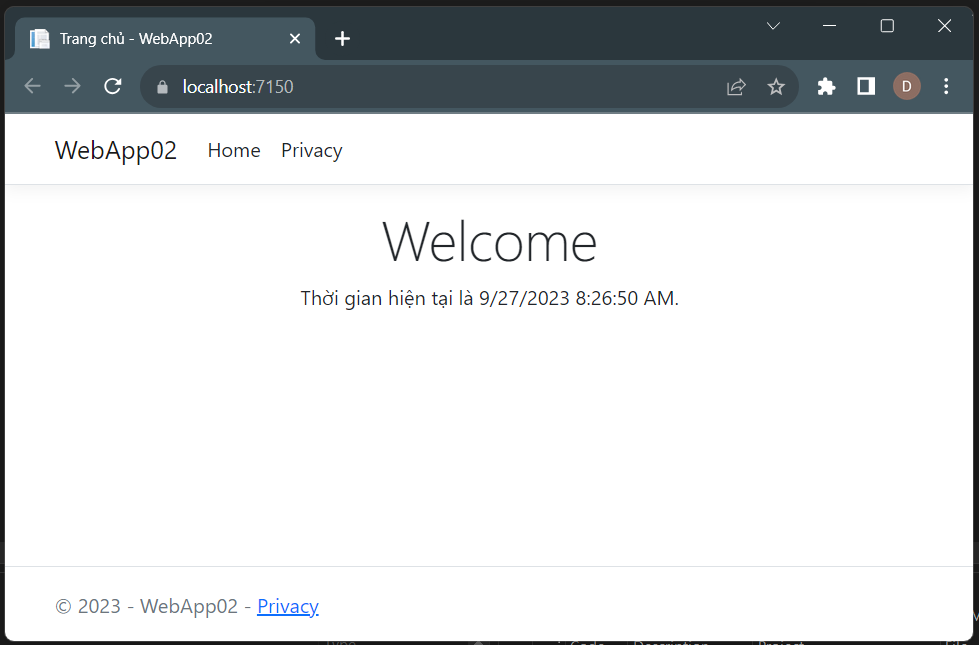 Trang chủ - WebApp02
localhost:7150
D
WebApp02 Home Privacy
Welcome
Thời gian hiện tại là 9/27/2023 8:26:50 AM.
© 2023 - WebApp02 - Privacy